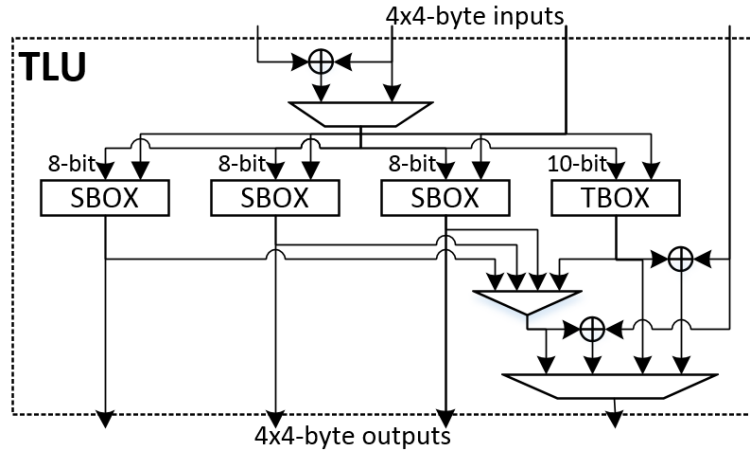 4x4-byte inputs
TLU
8-bit 8-bit 8-bit 10-bit
SBOX SBOX SBOX TBOX
4x4-byte outputs